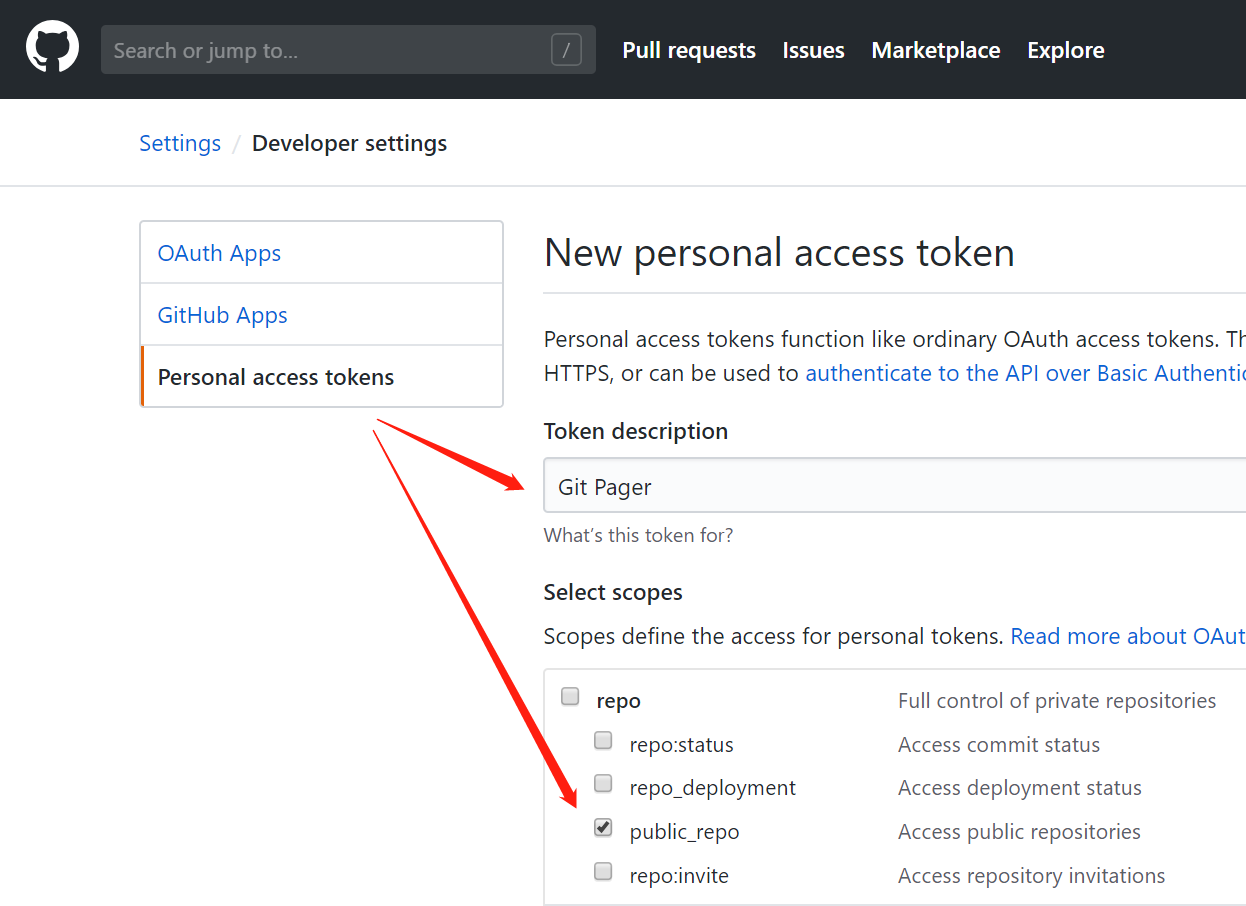 Search or jump to... / Pull requests Issues Marketplace Explore
Settings / Developer settings
OAuth Apps
GitHub Apps
Personal access tokens
New personal access token
Personal access tokens function like ordinary OAuth access tokens. Th
HTTPS, or can be used to authenticate to the API over Basic Authentic
Token description
Git Pager
What's this token for?
Select scopes
Scopes define the access for personal tokens. Read more about OAut
repo Full control of private repositories
repo:status Access commit status
repo_deployment Access deployment status
public_repo Access public repositories
repo:invite Access repository invitations